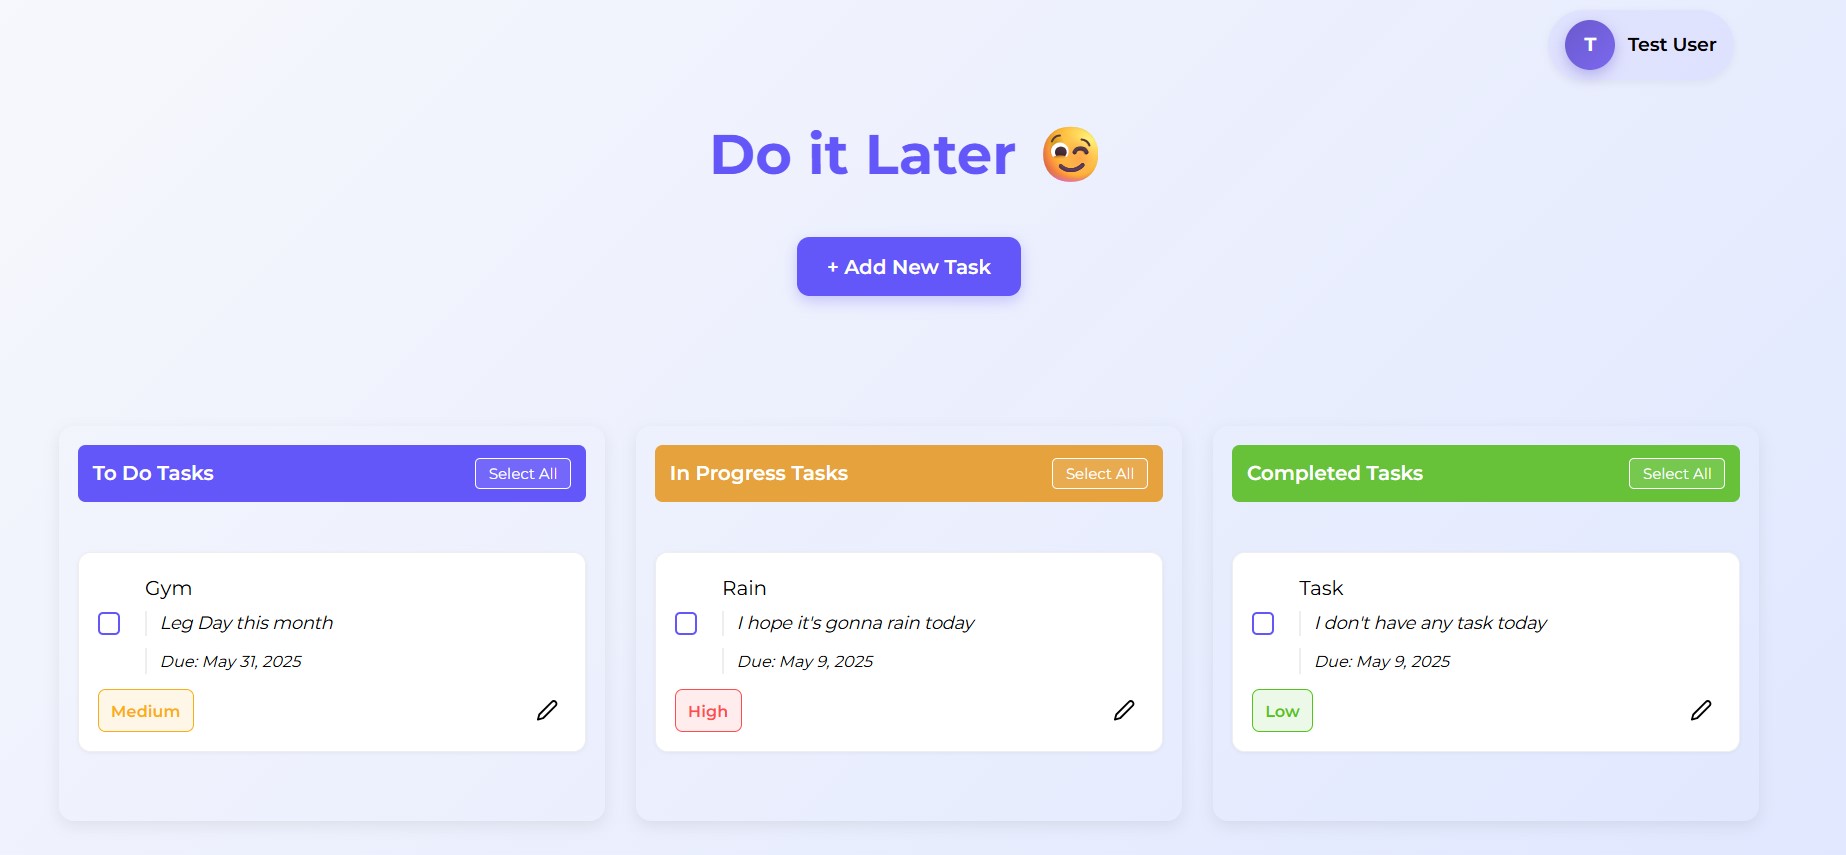 T Test User
Do it Later
+ Add New Task
To Do Tasks Select All
Gym
Leg Day this month
Due: May 31, 2025
Medium
In Progress Tasks Select All
Rain
I hope it's gonna rain today
Due: May 9, 2025
High
Completed Tasks Select All
Task
I don't have any task today
Due: May 9, 2025
Low